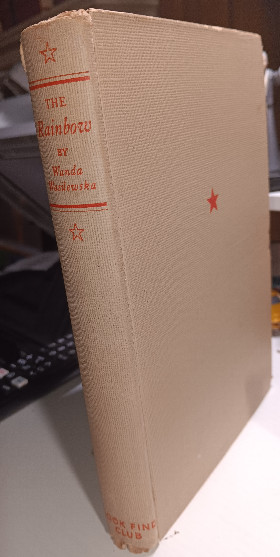 THE
Rainbow
BY
Wanda
Wasilewska
BOOK FIND
CLUB